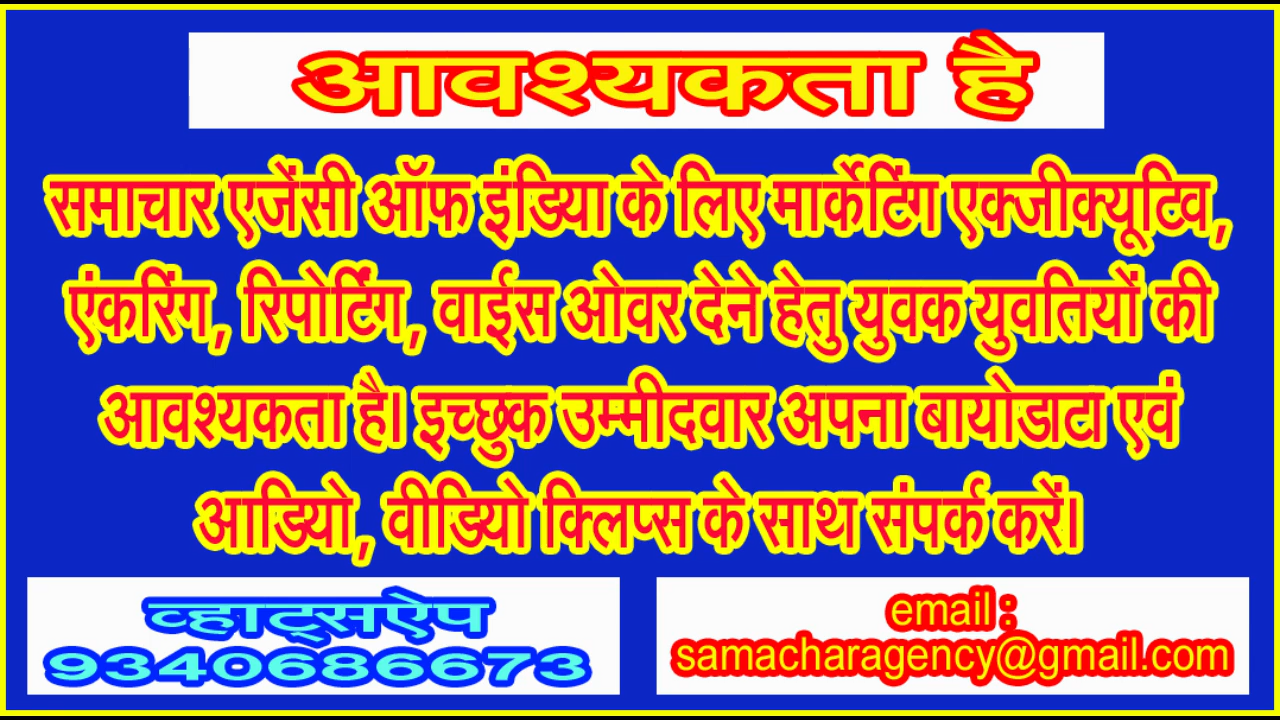 आवश्यकता है
समाचार एजेंसी ऑफ इंडिया के लिए मार्केटिंग एक्जीक्यूटिव,
एंकरिंग, रिपोर्टिंग, वाईस ओवर देने हेतु युवक युवतियों की
आवश्यकता है। इच्छुक उम्मीदवार अपना बायोडाटा एवं
आडियो, वीडियो क्लिप्स के साथ संपर्क करें।
व्हाट्सऐप
9340686673
email :
samacharagency@gmail.com